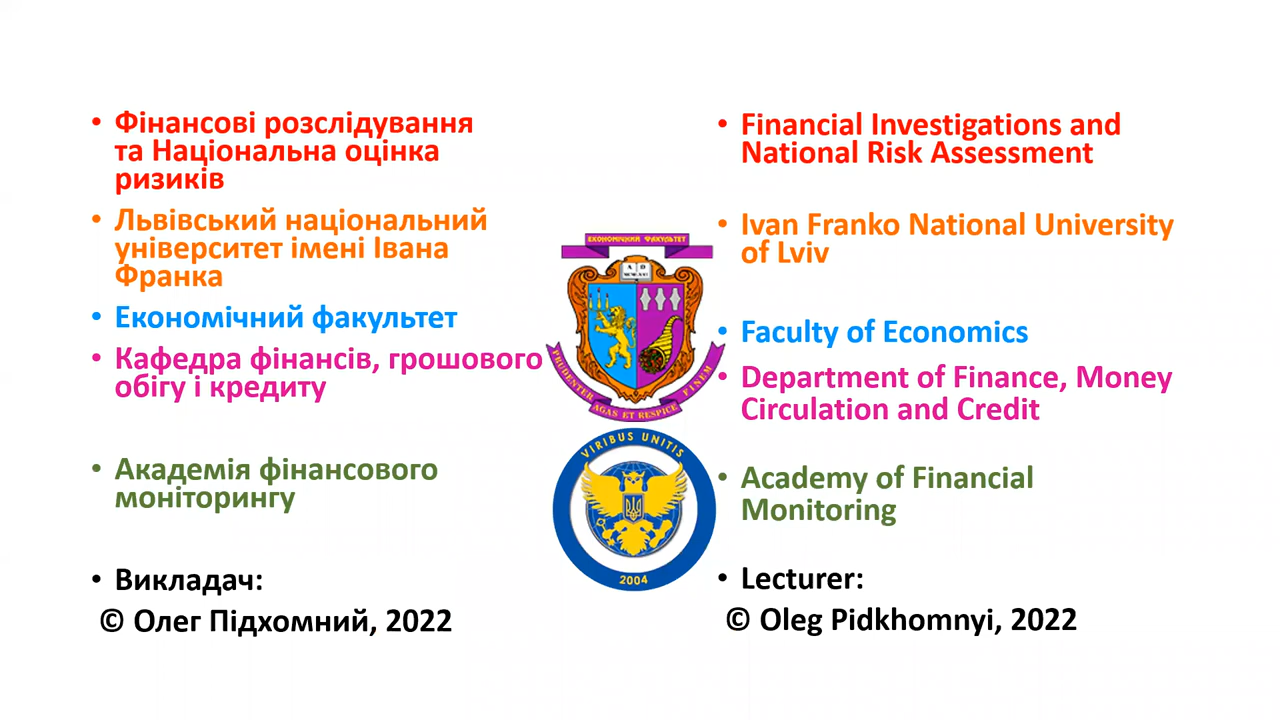 • Фінансові розслідування
та Національна оцінка
ризиків
• Львівський національний
університет імені Івана
Франка
• Економічний факультет
• Кафедра фінансів, грошового
обігу і кредиту
• Академія фінансового
моніторингу
• Викладач:
© Олег Підхомний, 2022
ЕКОНОМІЧНИЙ ФАКУЛЬТЕТ
PRUDENTER AGAS ET RESPICE FINEM
VIRIBUS UNITIS
2004
• Financial Investigations and
National Risk Assessment
• Ivan Franko National University
of Lviv
• Faculty of Economics
• Department of Finance, Money
Circulation and Credit
• Academy of Financial
Monitoring
• Lecturer:
© Oleg Pidkhomnyi, 2022